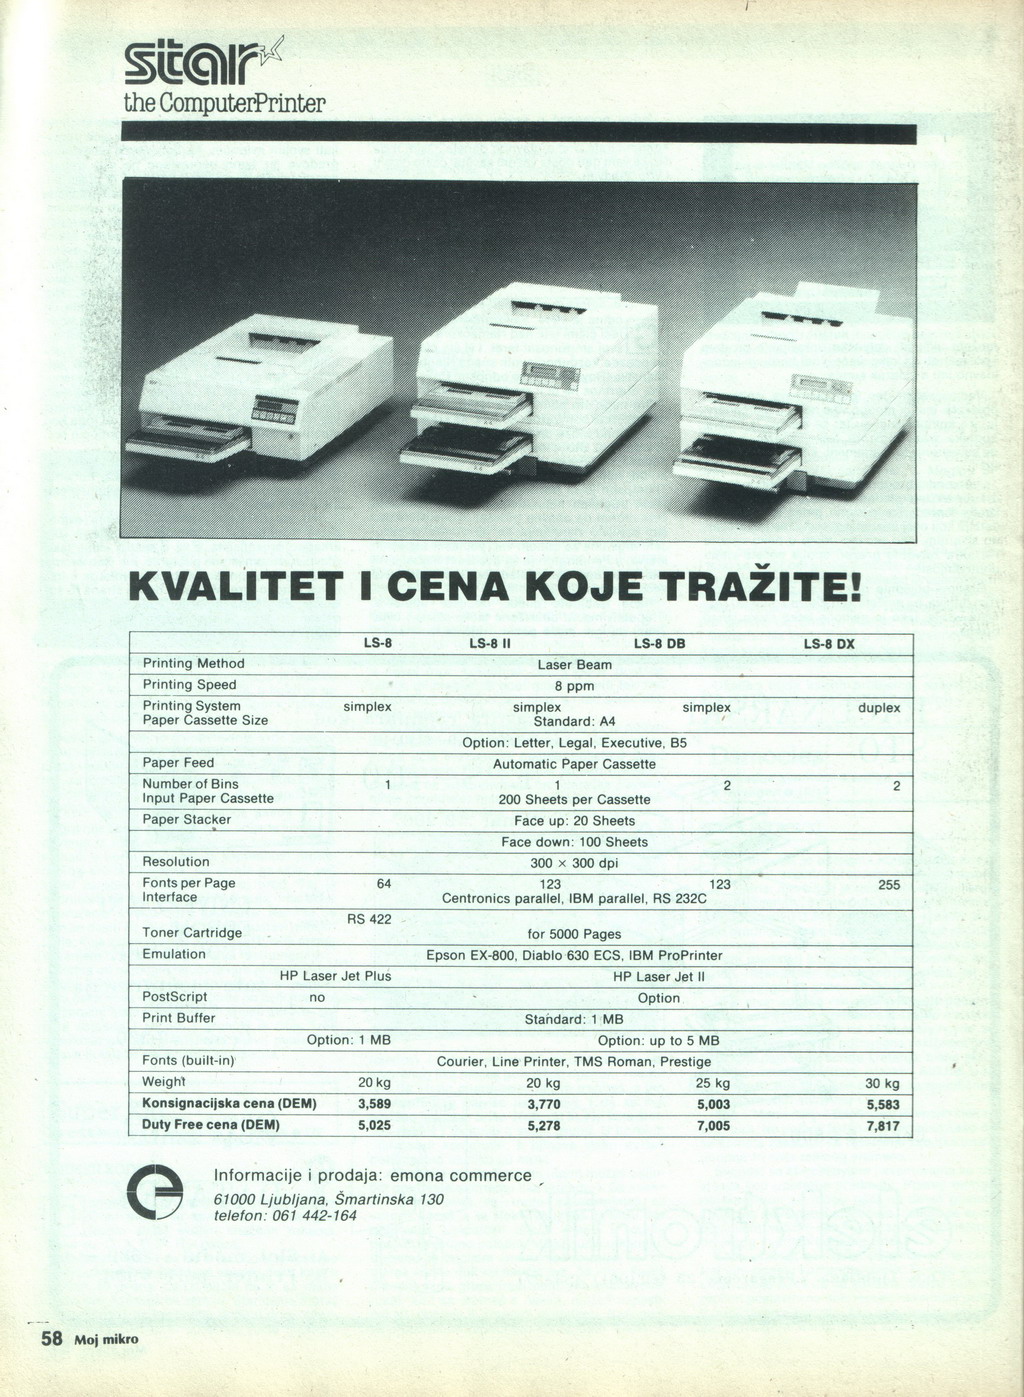 star
the ComputerPrinter
KVALITET I CENA KOJE TRAŽITE!
LS-8 LS-8 II LS-8 DB LS-8 DX
Printing Method Laser Beam
Printing Speed 8 ppm
Printing System simplex simplex simplex duplex
Paper Cassette Size Standard: A4
Option: Letter, Legal, Executive, B5
Paper Feed Automatic Paper Cassette
Number of Bins 1 1 2 2
Input Paper Cassette 200 Sheets per Cassette
Paper Stacker Face up: 20 Sheets
Face down: 100 Sheets
Resolution 300 × 300 dpi
Fonts per Page 64 123 123 255
Interface Centronics parallel, IBM parallel, RS 232C
RS 422
Toner Cartridge for 5000 Pages
Emulation Epson EX-800, Diablo 630 ECS, IBM ProPrinter
HP Laser Jet Plus HP Laser Jet II
PostScript no Option
Print Buffer Standard: 1 MB
Option: 1 MB Option: up to 5 MB
Fonts (built-in) Courier, Line Printer, TMS Roman, Prestige
Weight 20 kg 20 kg 25 kg 30 kg
Konsignacijska cena (DEM) 3,589 3,770 5,003 5,583
Duty Free cena (DEM) 5,025 5,278 7,005 7,817
Informacije i prodaja: emona commerce
61000 Ljubljana, Šmartinska 130
telefon: 061 442-164
58 Moj mikro